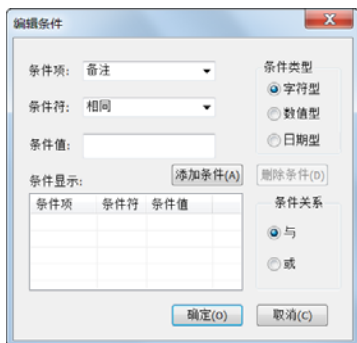 编辑条件
条件项: 备注
条件类型
字符型
条件符: 相同
数值型
条件值:
日期型
条件显示:
添加条件(A)
删除条件(D)
条件项 条件符 条件值
条件关系
与
或
确定(O)
取消(C)